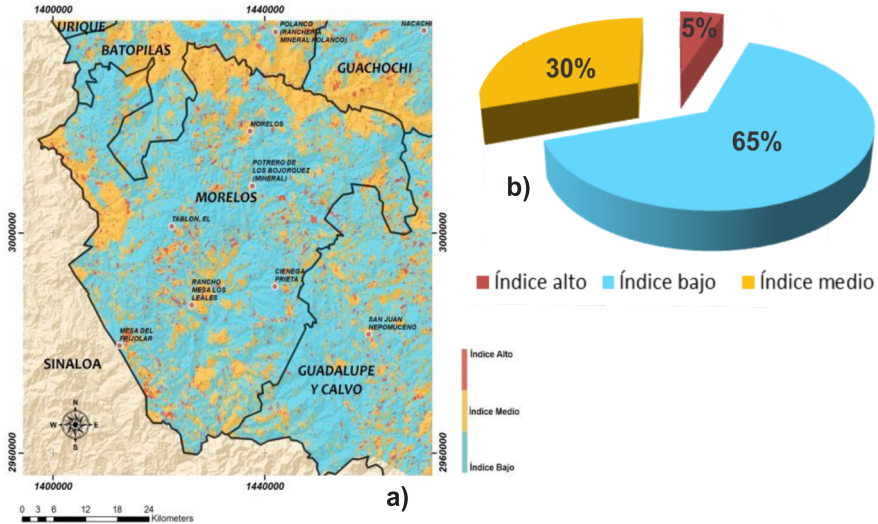 1400000
1440000
URIQUE
POLANCO
(RANCHERIA
MINERAL POLANCO)
NACACHI
BATOPILAS
GUACHOCHI
MORELOS
POTRERO DE
LOS BOJORQUEZ
(MINERAL)
MORELOS
TABLON, EL
3000000
3000000
CIENEGA
PRIETA
RANCHO
MESA LOS
LEALES
SAN JUAN
NEPOMUCENO
MESA DEL
FRIJOLAR
SINALOA
GUADALUPE
Y CALVO
N
W E
S
2960000
2960000
1400000
1440000
a)
0 3 6 12 18 24
Kilometers
5%
30%
65%
b)
Índice alto Índice bajo Índice medio
Índice Alto
Índice Medio
Índice Bajo